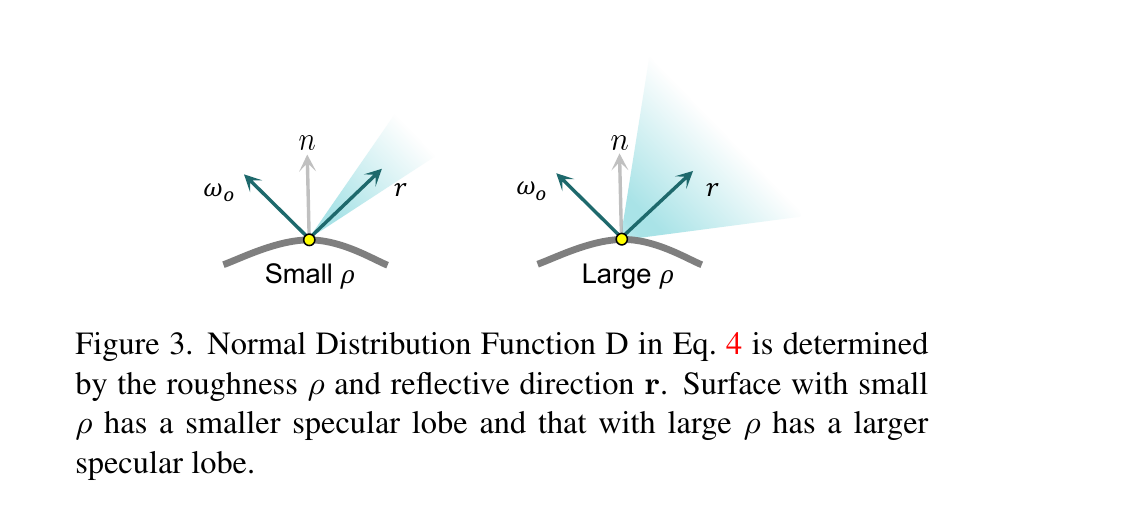 n
ωₒ
r
Small ρ
n
ωₒ
r
Large ρ
Figure 3. Normal Distribution Function D in Eq. 4 is determined
by the roughness ρ and reflective direction r. Surface with small
ρ has a smaller specular lobe and that with large ρ has a larger
specular lobe.